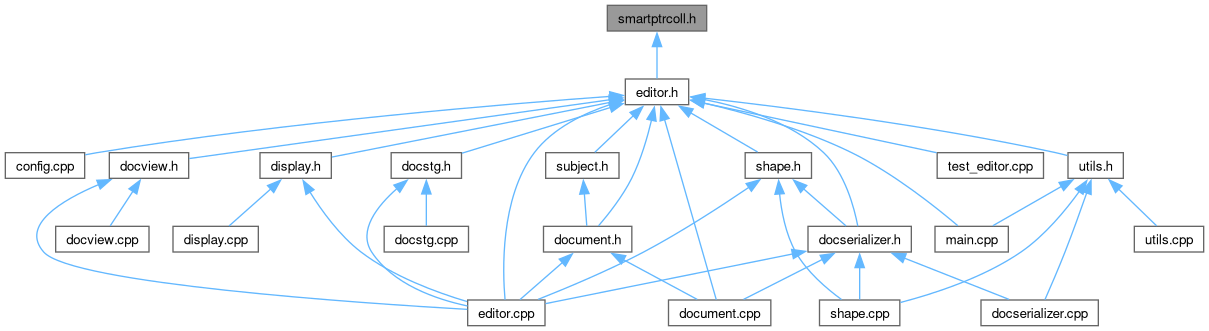 smartptrcoll.h
editor.h
config.cpp
docview.h
display.h
docstg.h
subject.h
shape.h
test_editor.cpp
utils.h
docview.cpp
display.cpp
docstg.cpp
document.h
docserializer.h
main.cpp
utils.cpp
editor.cpp
document.cpp
shape.cpp
docserializer.cpp